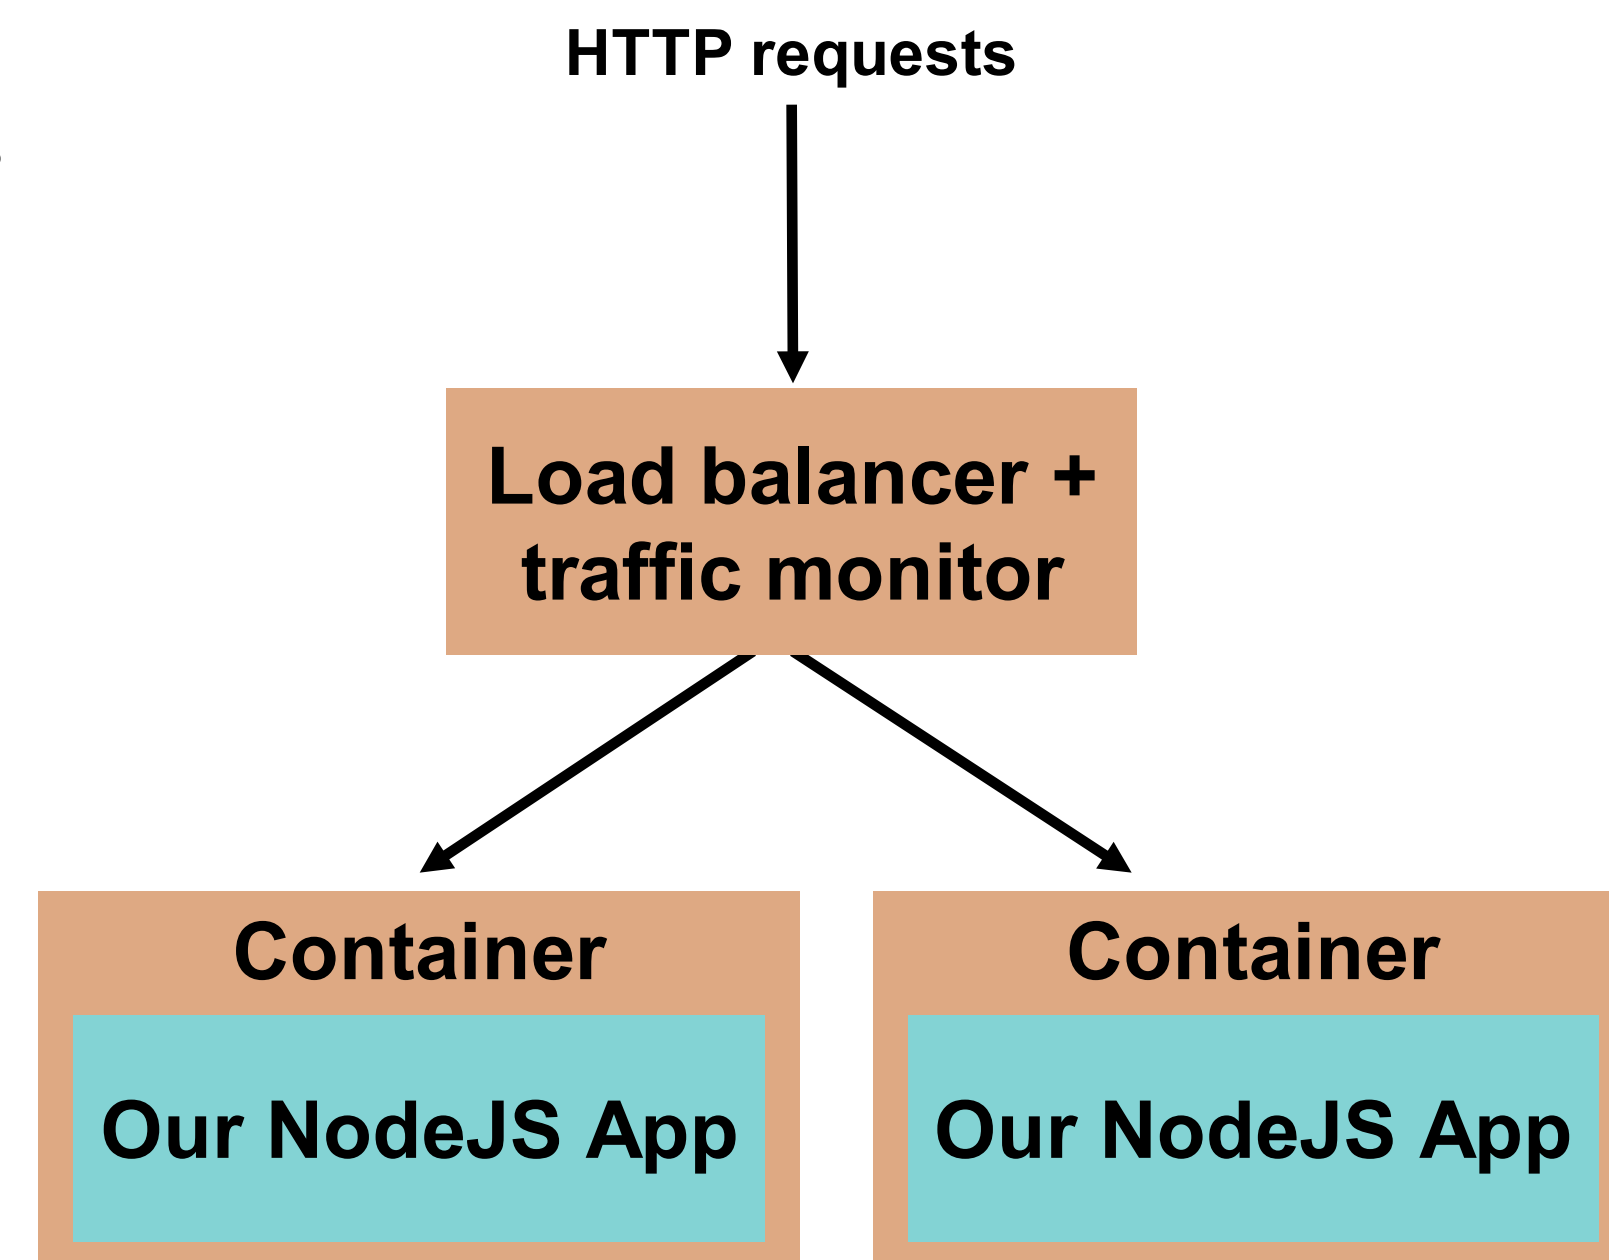 HTTP requests
Load balancer +
traffic monitor
Container
Container
Our NodeJS App
Our NodeJS App